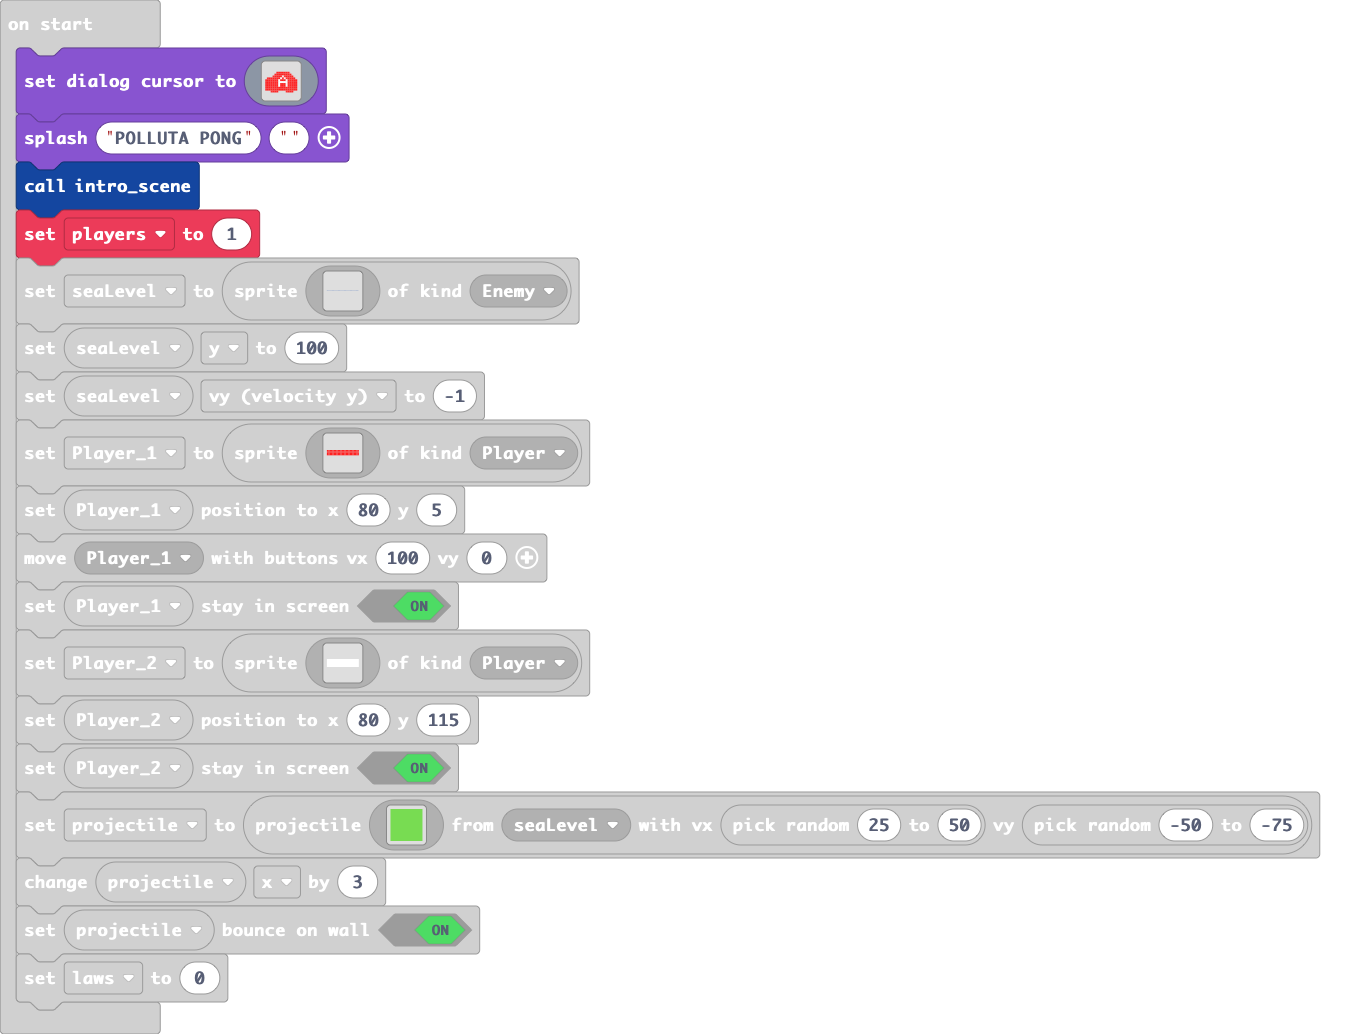 on start
set dialog cursor to A
splash "POLLUTA PONG" " "
call intro_scene
set players to 1
set seaLevel to sprite of kind Enemy
set seaLevel y to 100
set seaLevel vy (velocity y) to -1
set Player_1 to sprite of kind Player
set Player_1 position to x 80 y 5
move Player_1 with buttons vx 100 vy 0
set Player_1 stay in screen ON
set Player_2 to sprite of kind Player
set Player_2 position to x 80 y 115
set Player_2 stay in screen ON
set projectile to projectile from seaLevel with vx pick random 25 to 50 vy pick random -50 to -75
change projectile x by 3
set projectile bounce on wall ON
set laws to 0